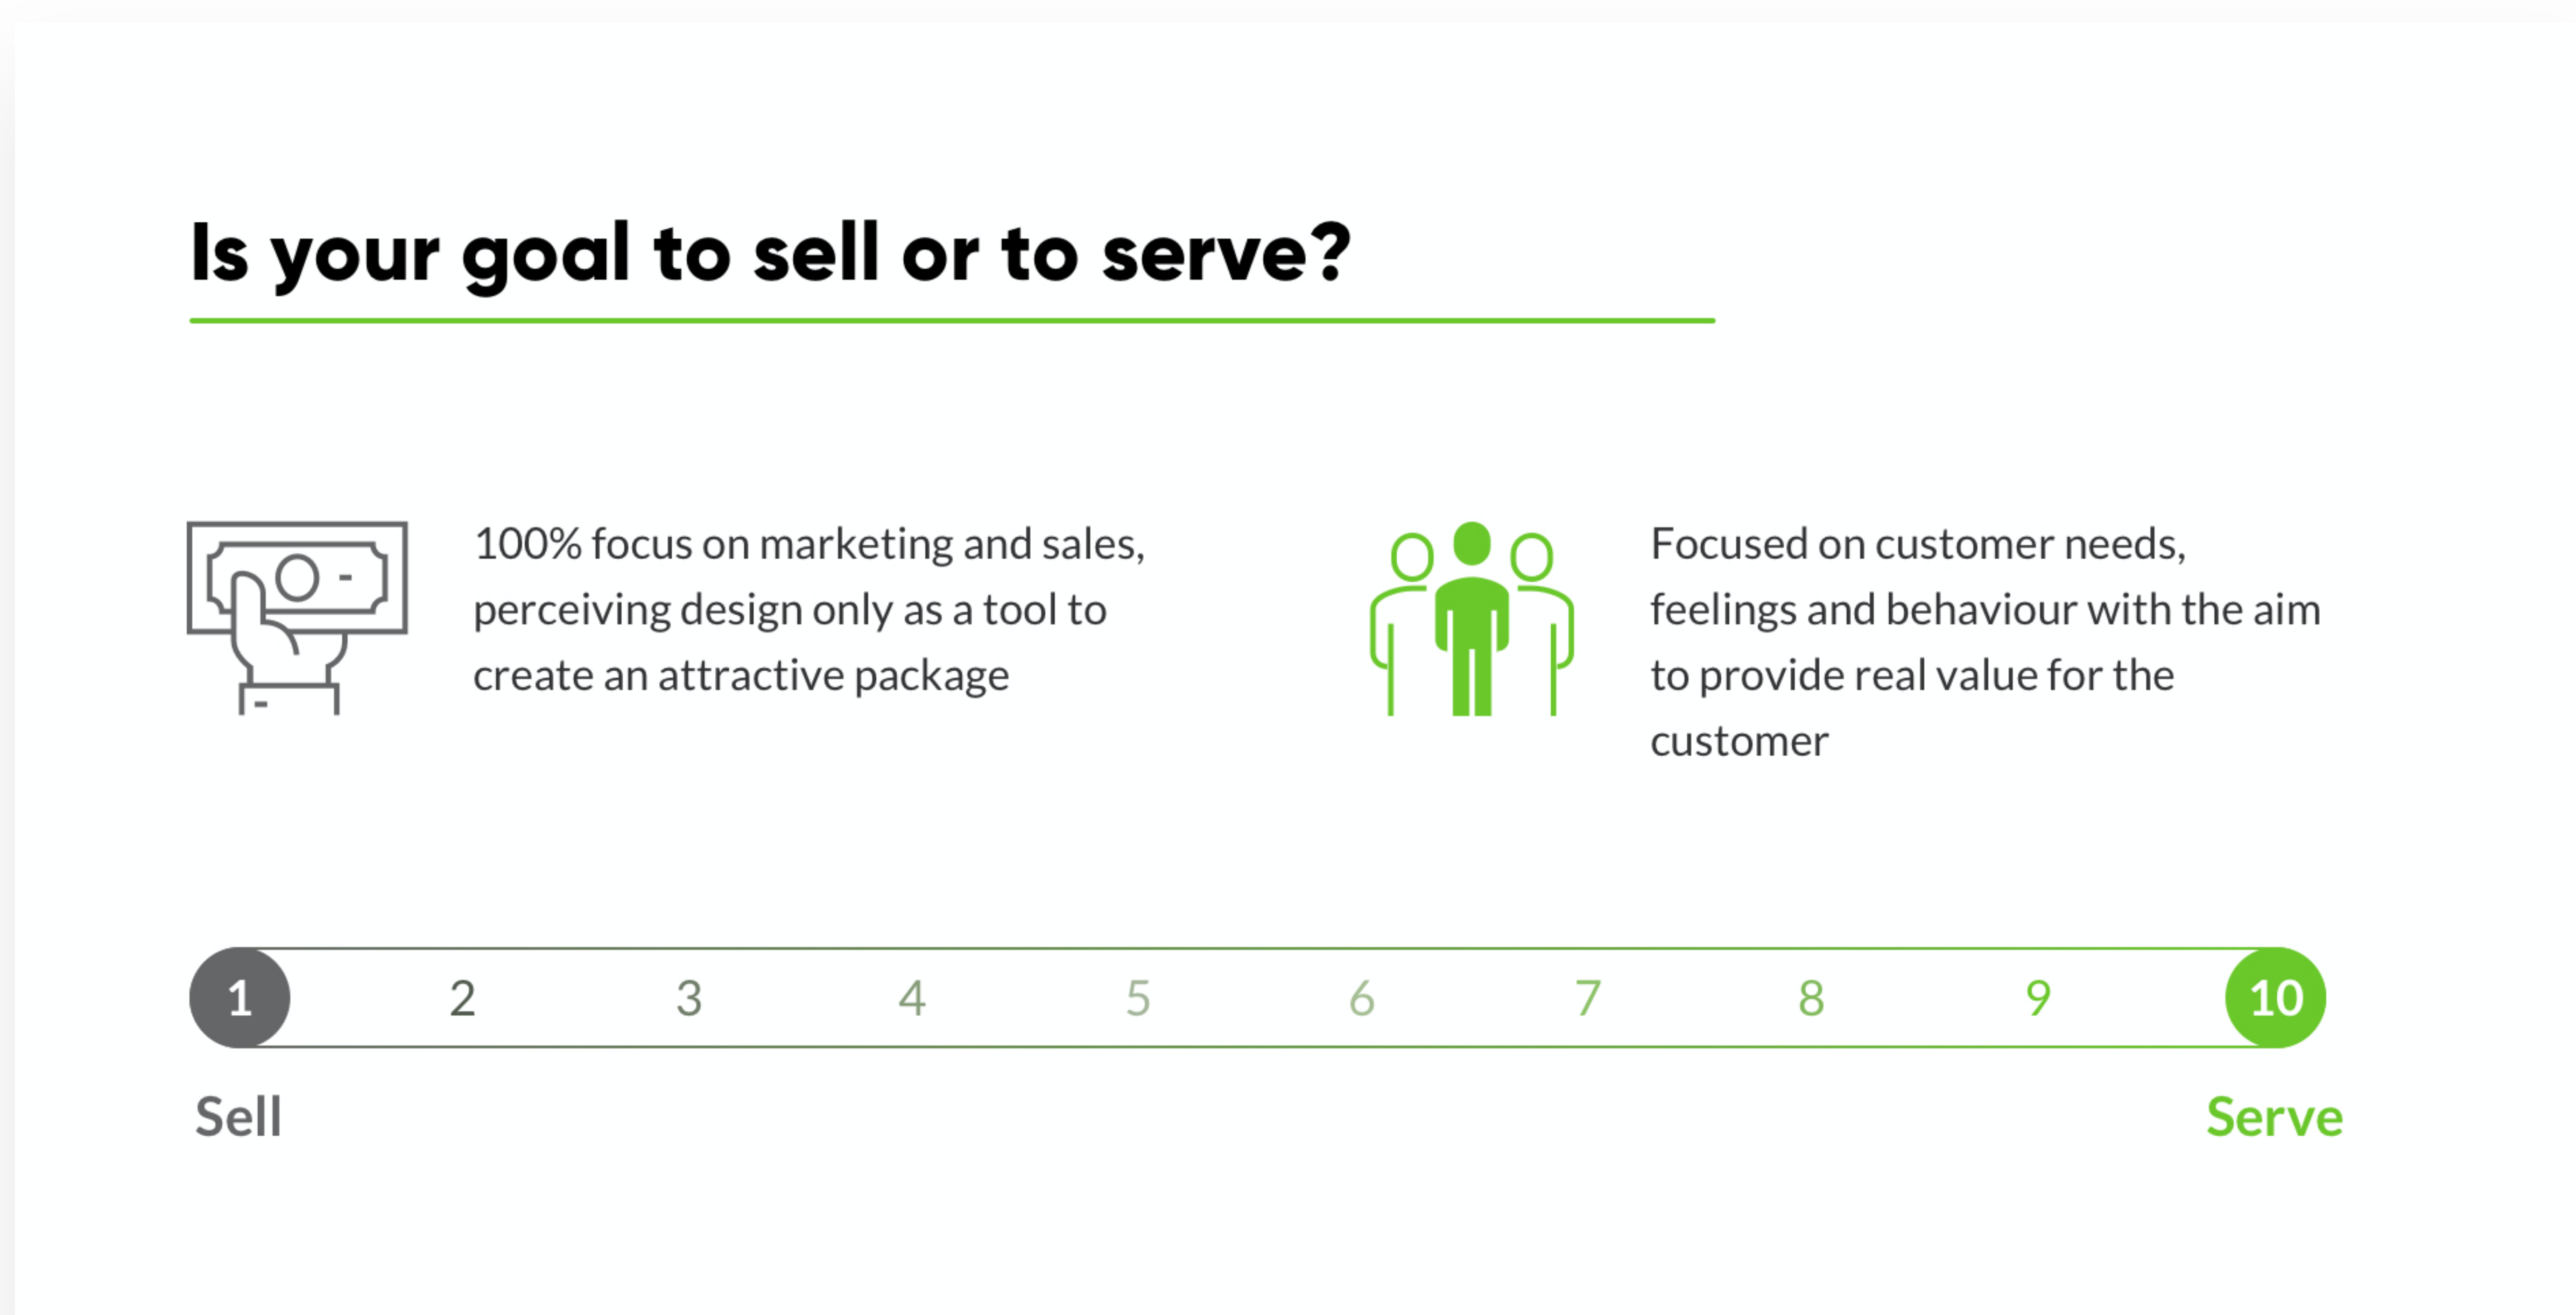 Is your goal to sell or to serve?
100% focus on marketing and sales,
perceiving design only as a tool to
create an attractive package
Focused on customer needs,
feelings and behaviour with the aim
to provide real value for the
customer
1 2 3 4 5 6 7 8 9 10
Sell
Serve